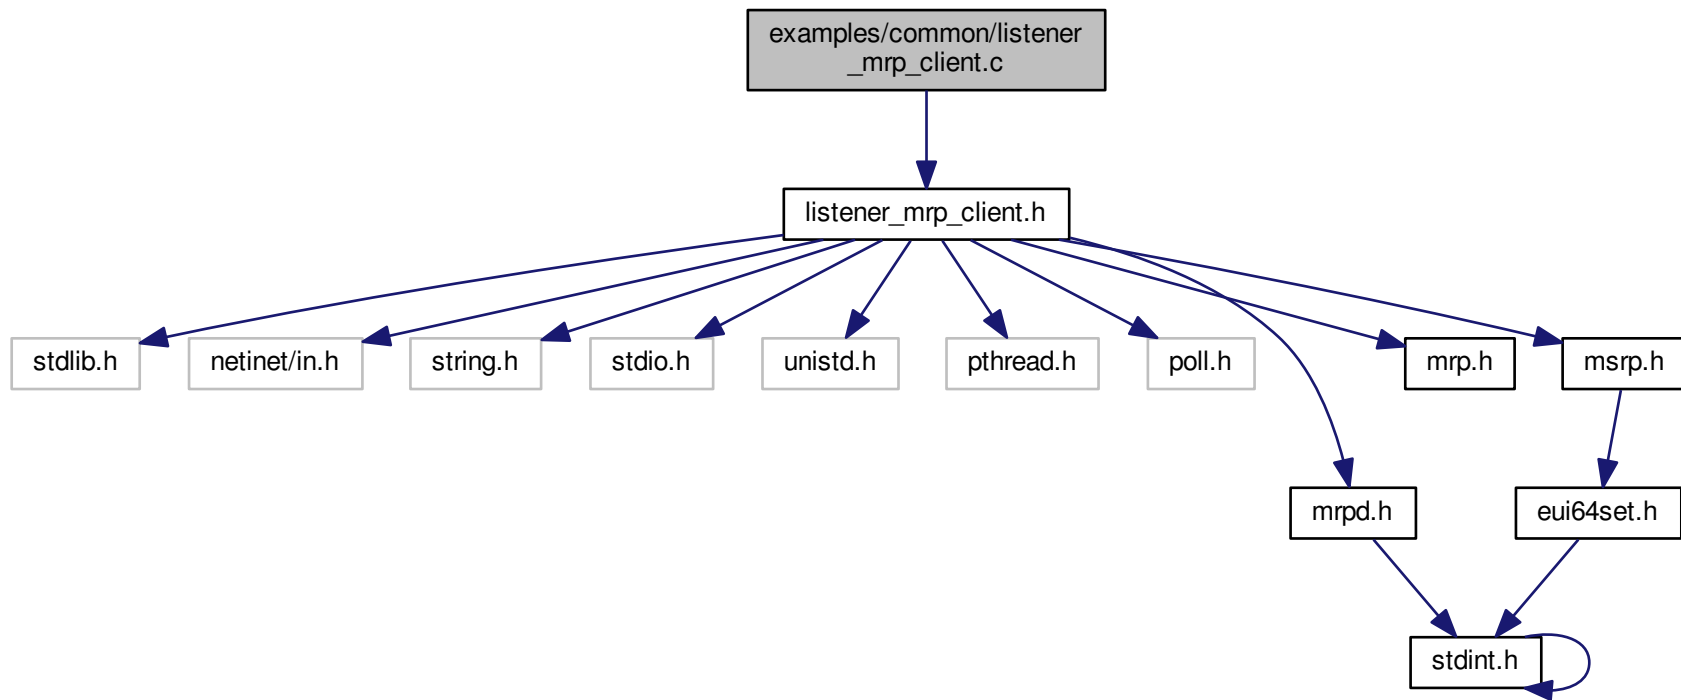 examples/common/listener
_mrp_client.c
listener_mrp_client.h
stdlib.h
netinet/in.h
string.h
stdio.h
unistd.h
pthread.h
poll.h
mrp.h
msrp.h
mrpd.h
eui64set.h
stdint.h